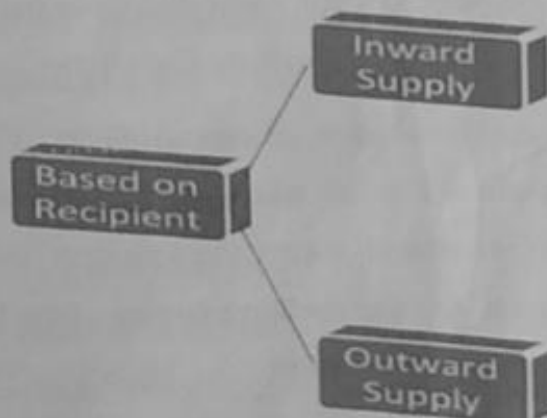 Inward
Supply
Based on
Recipient
Outward
Supply